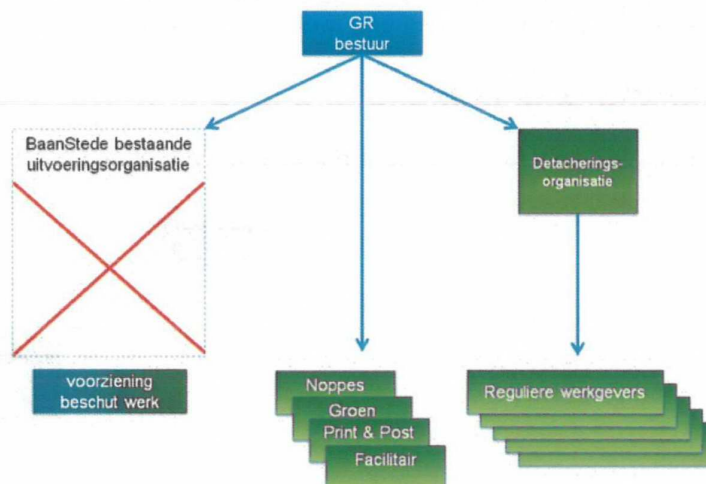 GR
bestuur
BaanStede bestaande
uitvoeringsorganisatie
Detacherings-
organisatie
voorziening
beschut werk
Noppes
Groen
Print & Post
Facilitair
Reguliere werkgevers